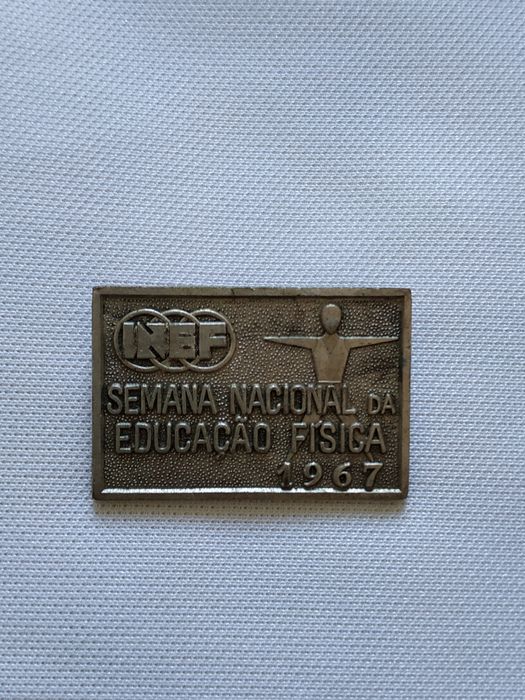 INEF
SEMANA NACIONAL DA
EDUCAÇÃO FISICA
1967